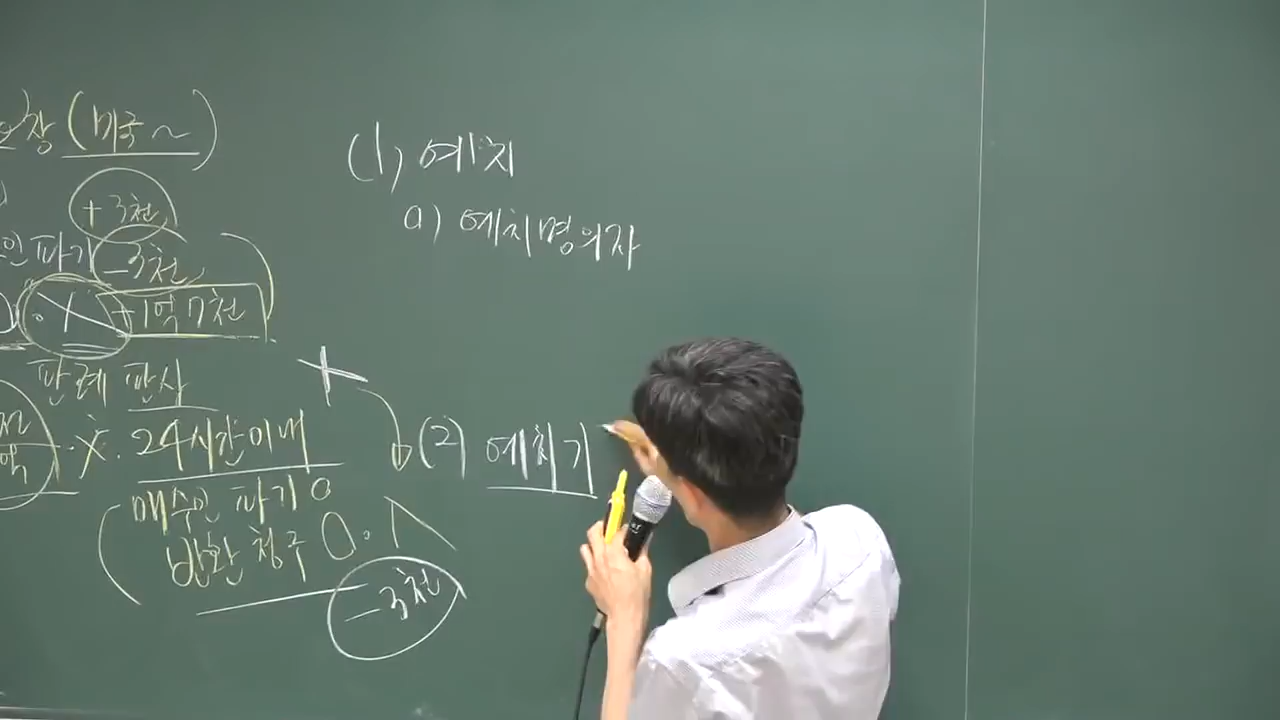 장 (미국 ~)
+3천
인 파기 -3천
· X +1억 7천
판례 판사
· X. 24시간 이내
매수인 파기 O
반환 청구 O.
-3천
(1) 예치
a) 예치명의자
(2) 예치기